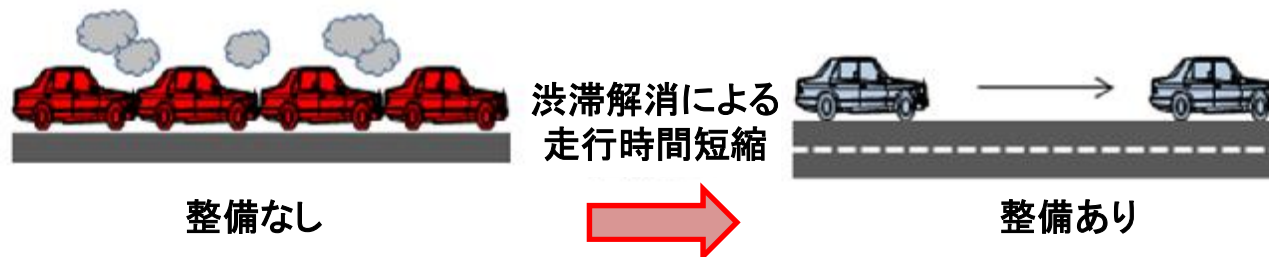 渋滞解消による
走行時間短縮
整備なし
整備あり